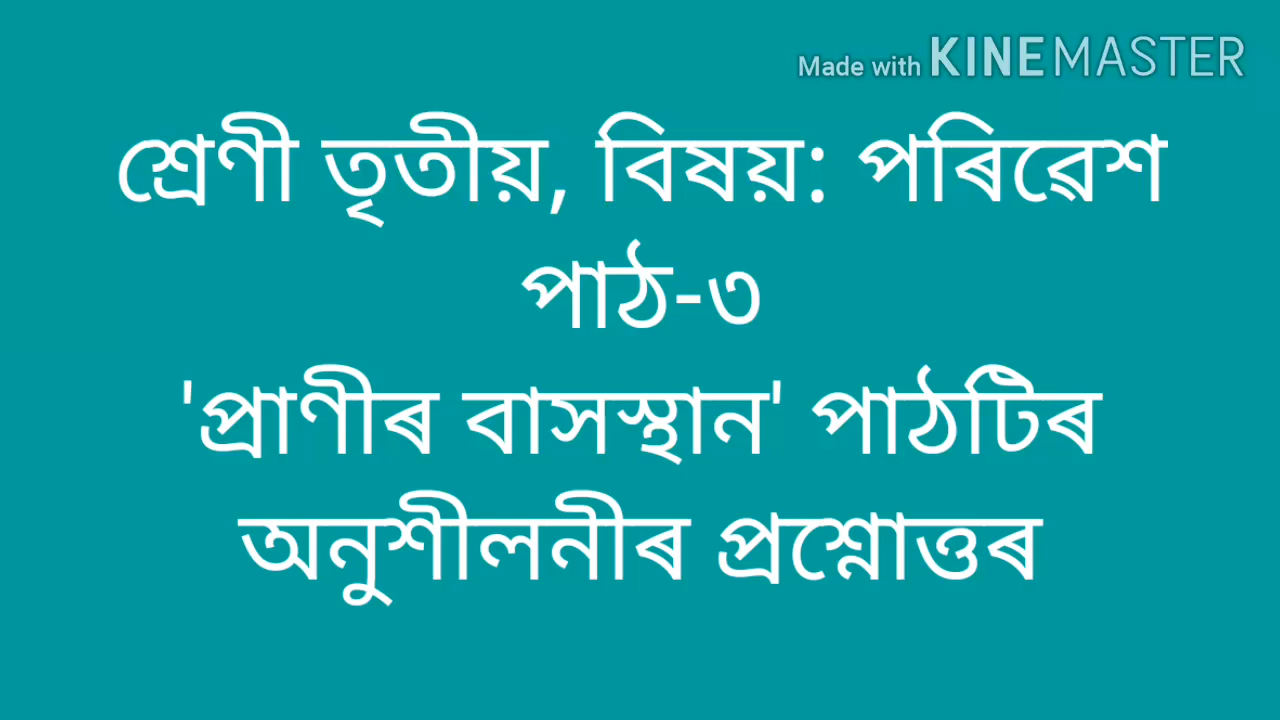 Made with KINEMASTER
শ্ৰেণী তৃতীয়, বিষয়: পৰিৱেশ
পাঠ-৩
'প্ৰাণীৰ বাসস্থান' পাঠটিৰ
অনুশীলনীৰ প্ৰশ্নোত্তৰ